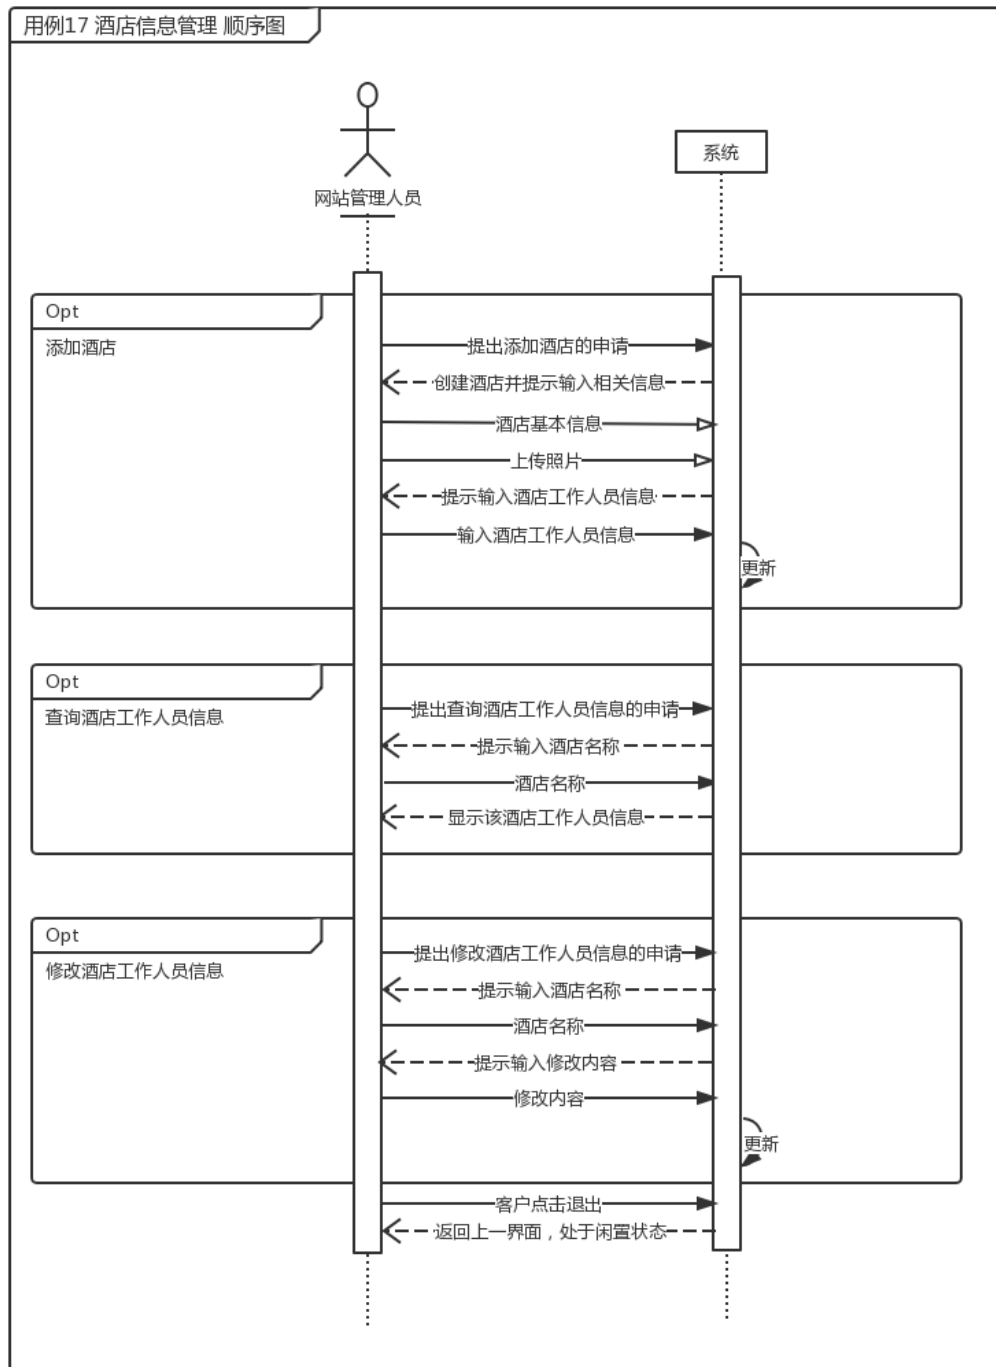 用例17 酒店信息管理 顺序图
网站管理人员
系统
Opt
添加酒店
提出添加酒店的申请
创建酒店并提示输入相关信息
酒店基本信息
上传照片
提示输入酒店工作人员信息
输入酒店工作人员信息
更新
Opt
查询酒店工作人员信息
提出查询酒店工作人员信息的申请
提示输入酒店名称
酒店名称
显示该酒店工作人员信息
Opt
修改酒店工作人员信息
提出修改酒店工作人员信息的申请
提示输入酒店名称
酒店名称
提示输入修改内容
修改内容
更新
客户点击退出
返回上一界面，处于闲置状态